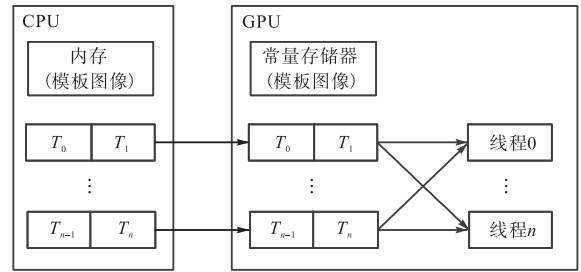 CPU
GPU
内存
(模板图像)
常量存储器
(模板图像)
T₀ T₁
T₀ T₁
线程0
⋮
⋮
⋮
Tₙ₋₁ Tₙ
Tₙ₋₁ Tₙ
线程n